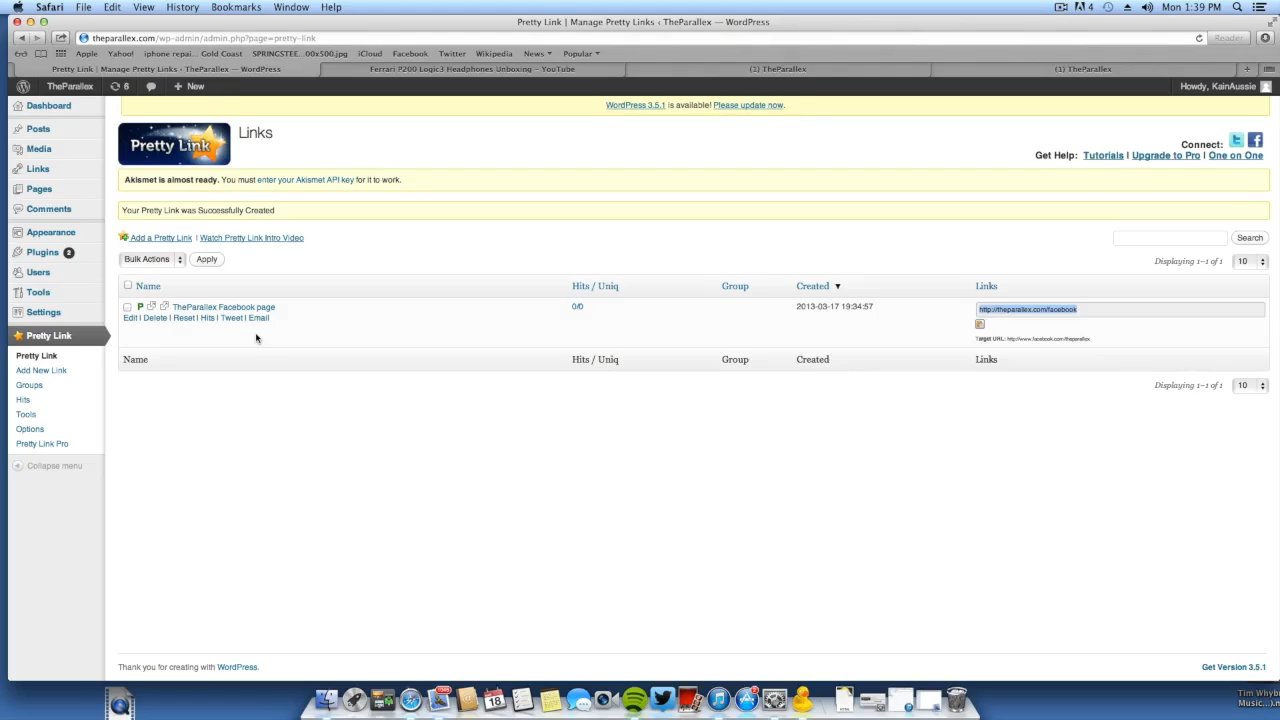 Safari File Edit View History Bookmarks Window Help 4 Mon 1:39 PM
Pretty Link | Manage Pretty Links ‹ TheParallex — WordPress
theparallex.com/wp-admin/admin.php?page=pretty-link Reader
Apple Yahoo! iphone repai... Gold Coast SPRINGSTEE...00x500.jpg iCloud Facebook Twitter Wikipedia News Popular
Pretty Link | Manage Pretty Links ‹ TheParallex — WordPress Ferrari P200 Logic3 Headphones Unboxing – YouTube (1) TheParallex (1) TheParallex
TheParallex 6 + New Howdy, KainAussie
Dashboard
Posts
Media
Links
Pages
Comments
Appearance
Plugins 2
Users
Tools
Settings
Pretty Link
Pretty Link
Add New Link
Groups
Hits
Tools
Options
Pretty Link Pro
Collapse menu
WordPress 3.5.1 is available! Please update now.
Pretty Link Links
Connect:
Get Help: Tutorials | Upgrade to Pro | One on One
Akismet is almost ready. You must enter your Akismet API key for it to work.
Your Pretty Link was Successfully Created
Add a Pretty Link | Watch Pretty Link Intro Video Search
Bulk Actions Apply Displaying 1–1 of 1 10
Name Hits / Uniq Group Created ▼ Links
P TheParallex Facebook page 0/0 2013-03-17 19:34:57 http://theparallex.com/facebook
Edit | Delete | Reset | Hits | Tweet | Email
Target URL: http://www.facebook.com/theparallex
Name Hits / Uniq Group Created Links
Displaying 1–1 of 1 10
Thank you for creating with WordPress. Get Version 3.5.1
18
Tim Whyb